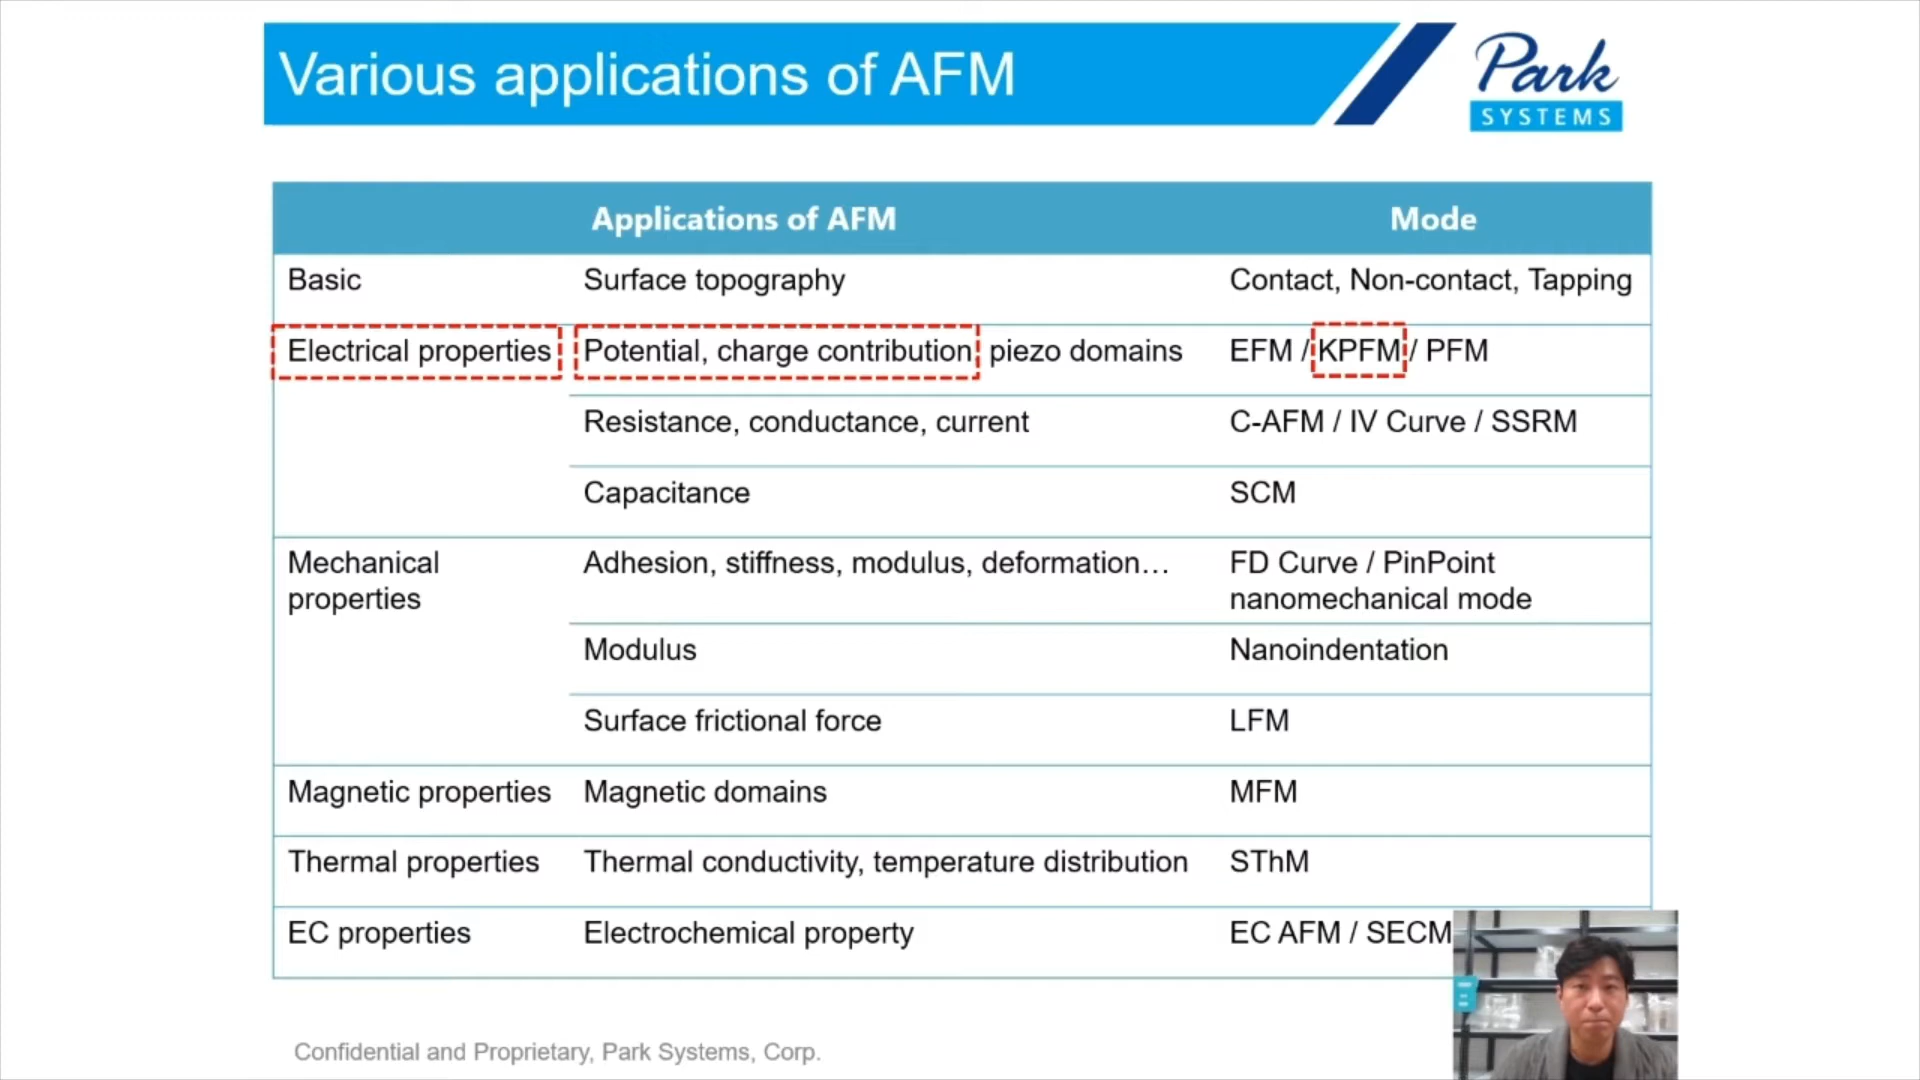 Various applications of AFM
Park
SYSTEMS
Applications of AFM Mode
Basic Surface topography Contact, Non-contact, Tapping
Electrical properties Potential, charge contribution piezo domains EFM / KPFM / PFM
Resistance, conductance, current C-AFM / IV Curve / SSRM
Capacitance SCM
Mechanical Adhesion, stiffness, modulus, deformation… FD Curve / PinPoint
properties nanomechanical mode
Modulus Nanoindentation
Surface frictional force LFM
Magnetic properties Magnetic domains MFM
Thermal properties Thermal conductivity, temperature distribution SThM
EC properties Electrochemical property EC AFM / SECM
Confidential and Proprietary, Park Systems, Corp.